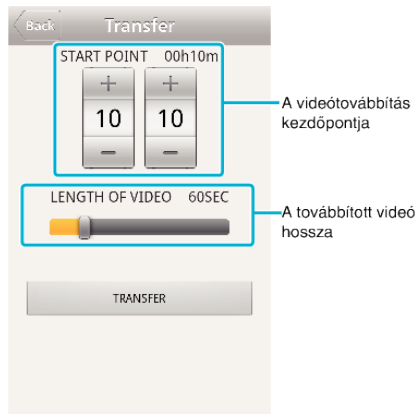 Back Transfer
START POINT 00h10m
+ +
10 10
− −
A videótovábbítás
kezdőpontja
LENGTH OF VIDEO 60SEC
A továbbított videó
hossza
TRANSFER